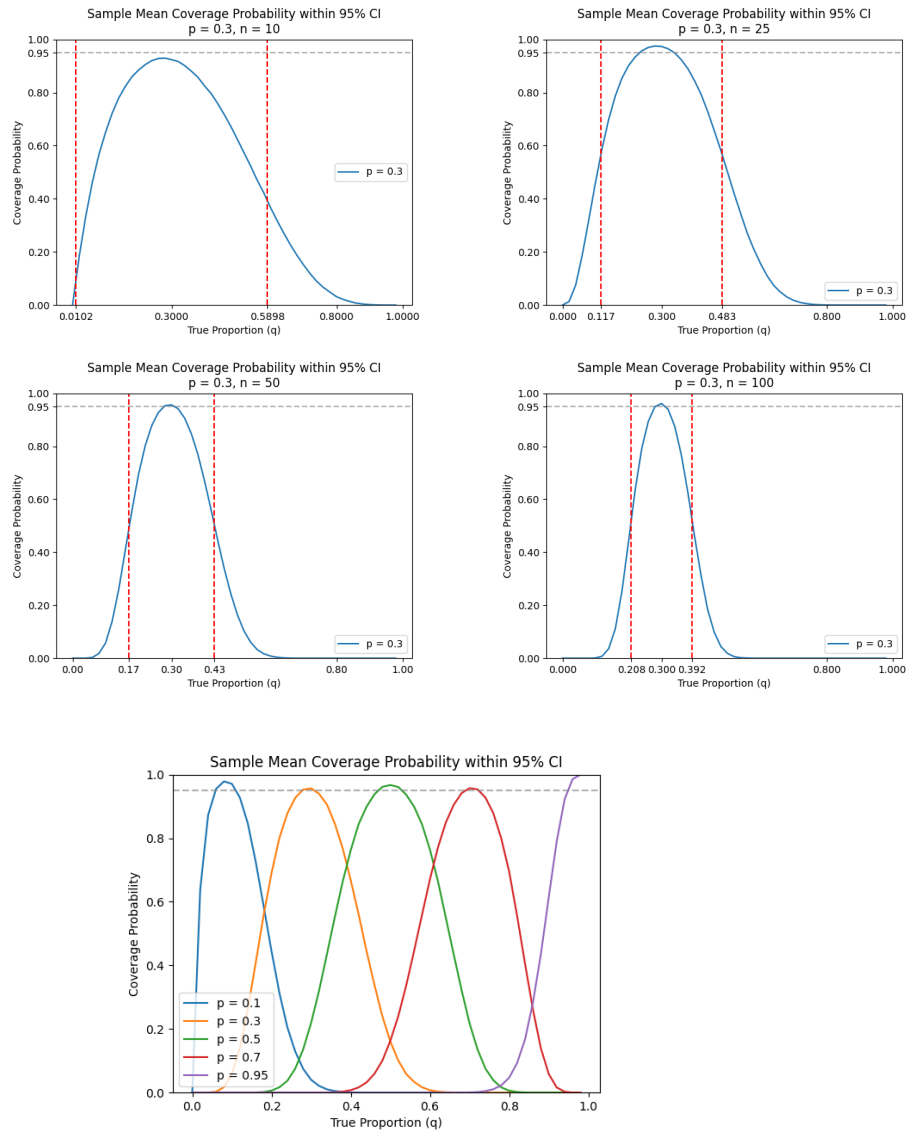 Sample Mean Coverage Probability within 95% CI
p = 0.3, n = 10
1.00
0.95
0.80
0.60
0.40
0.20
0.00
Coverage Probability
p = 0.3
0.0102 0.3000 0.5898 0.8000 1.0000
True Proportion (q)
Sample Mean Coverage Probability within 95% CI
p = 0.3, n = 25
1.00
0.95
0.80
0.60
0.40
0.20
0.00
Coverage Probability
p = 0.3
0.000 0.117 0.300 0.483 0.800 1.000
True Proportion (q)
Sample Mean Coverage Probability within 95% CI
p = 0.3, n = 50
1.00
0.95
0.80
0.60
0.40
0.20
0.00
Coverage Probability
p = 0.3
0.00 0.17 0.30 0.43 0.80 1.00
True Proportion (q)
Sample Mean Coverage Probability within 95% CI
p = 0.3, n = 100
1.00
0.95
0.80
0.60
0.40
0.20
0.00
Coverage Probability
p = 0.3
0.000 0.208 0.300 0.392 0.800 1.000
True Proportion (q)
Sample Mean Coverage Probability within 95% CI
1.0
0.8
0.6
0.4
0.2
0.0
Coverage Probability
p = 0.1
p = 0.3
p = 0.5
p = 0.7
p = 0.95
0.0 0.2 0.4 0.6 0.8 1.0
True Proportion (q)